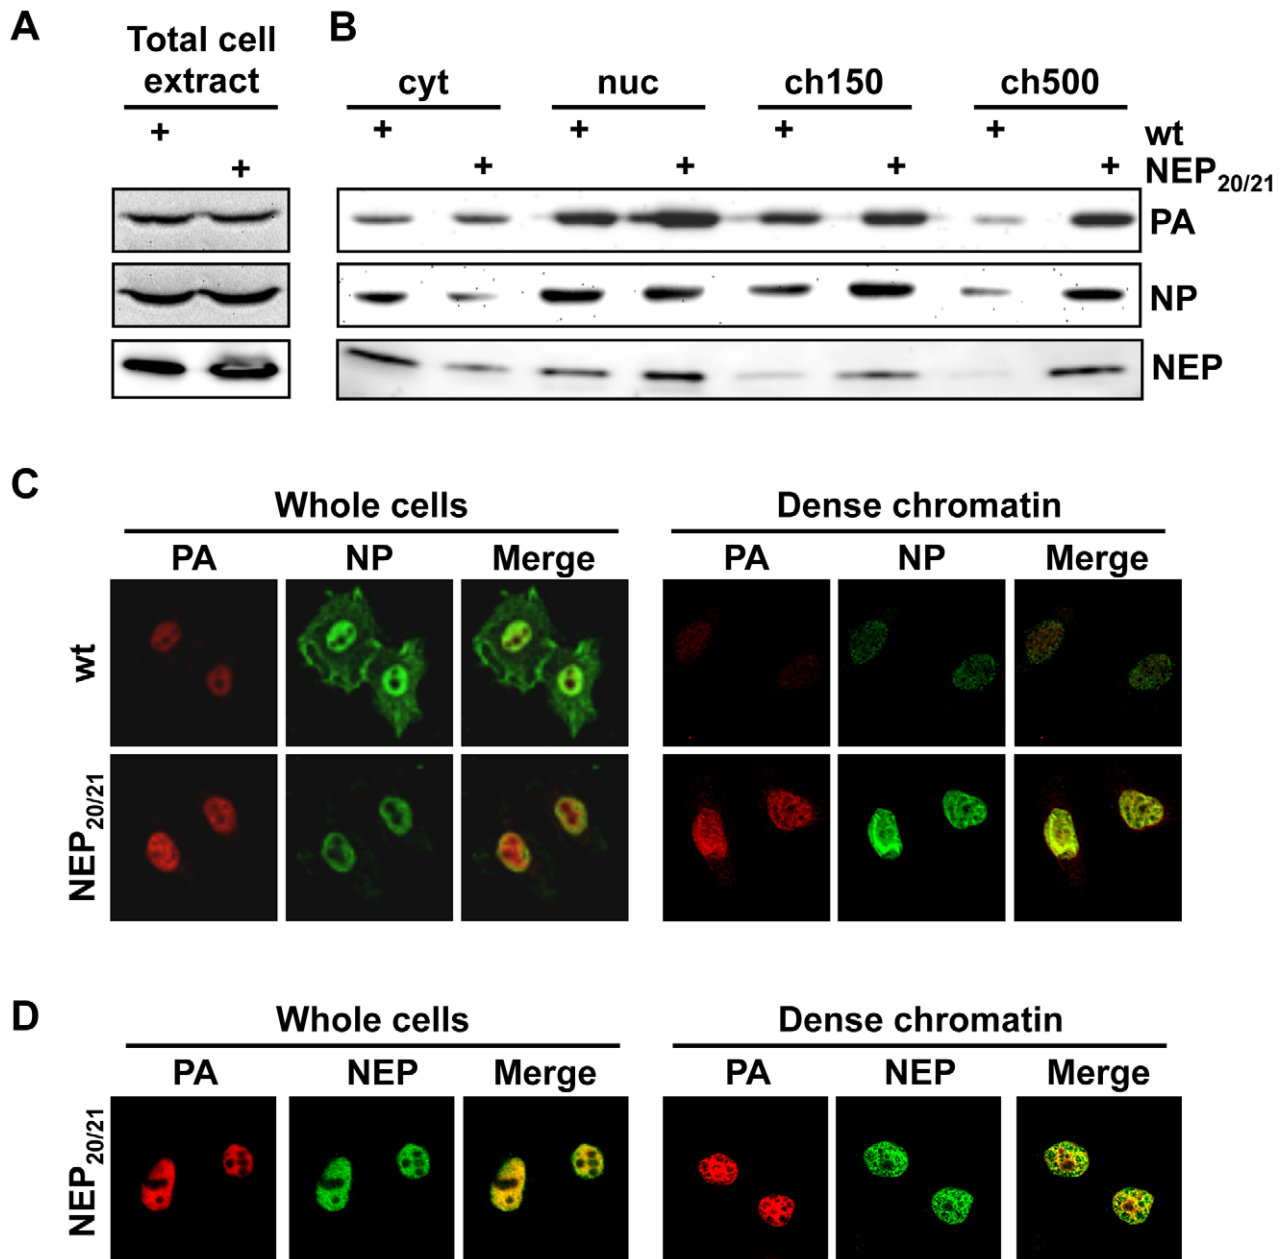 A
B
Total cell
extract
cyt nuc ch150 ch500
+ + + + + wt
+ + + + + NEP20/21
PA
NP
NEP
C
Whole cells Dense chromatin
PA NP Merge PA NP Merge
wt
NEP20/21
D
Whole cells Dense chromatin
PA NEP Merge PA NEP Merge
NEP20/21